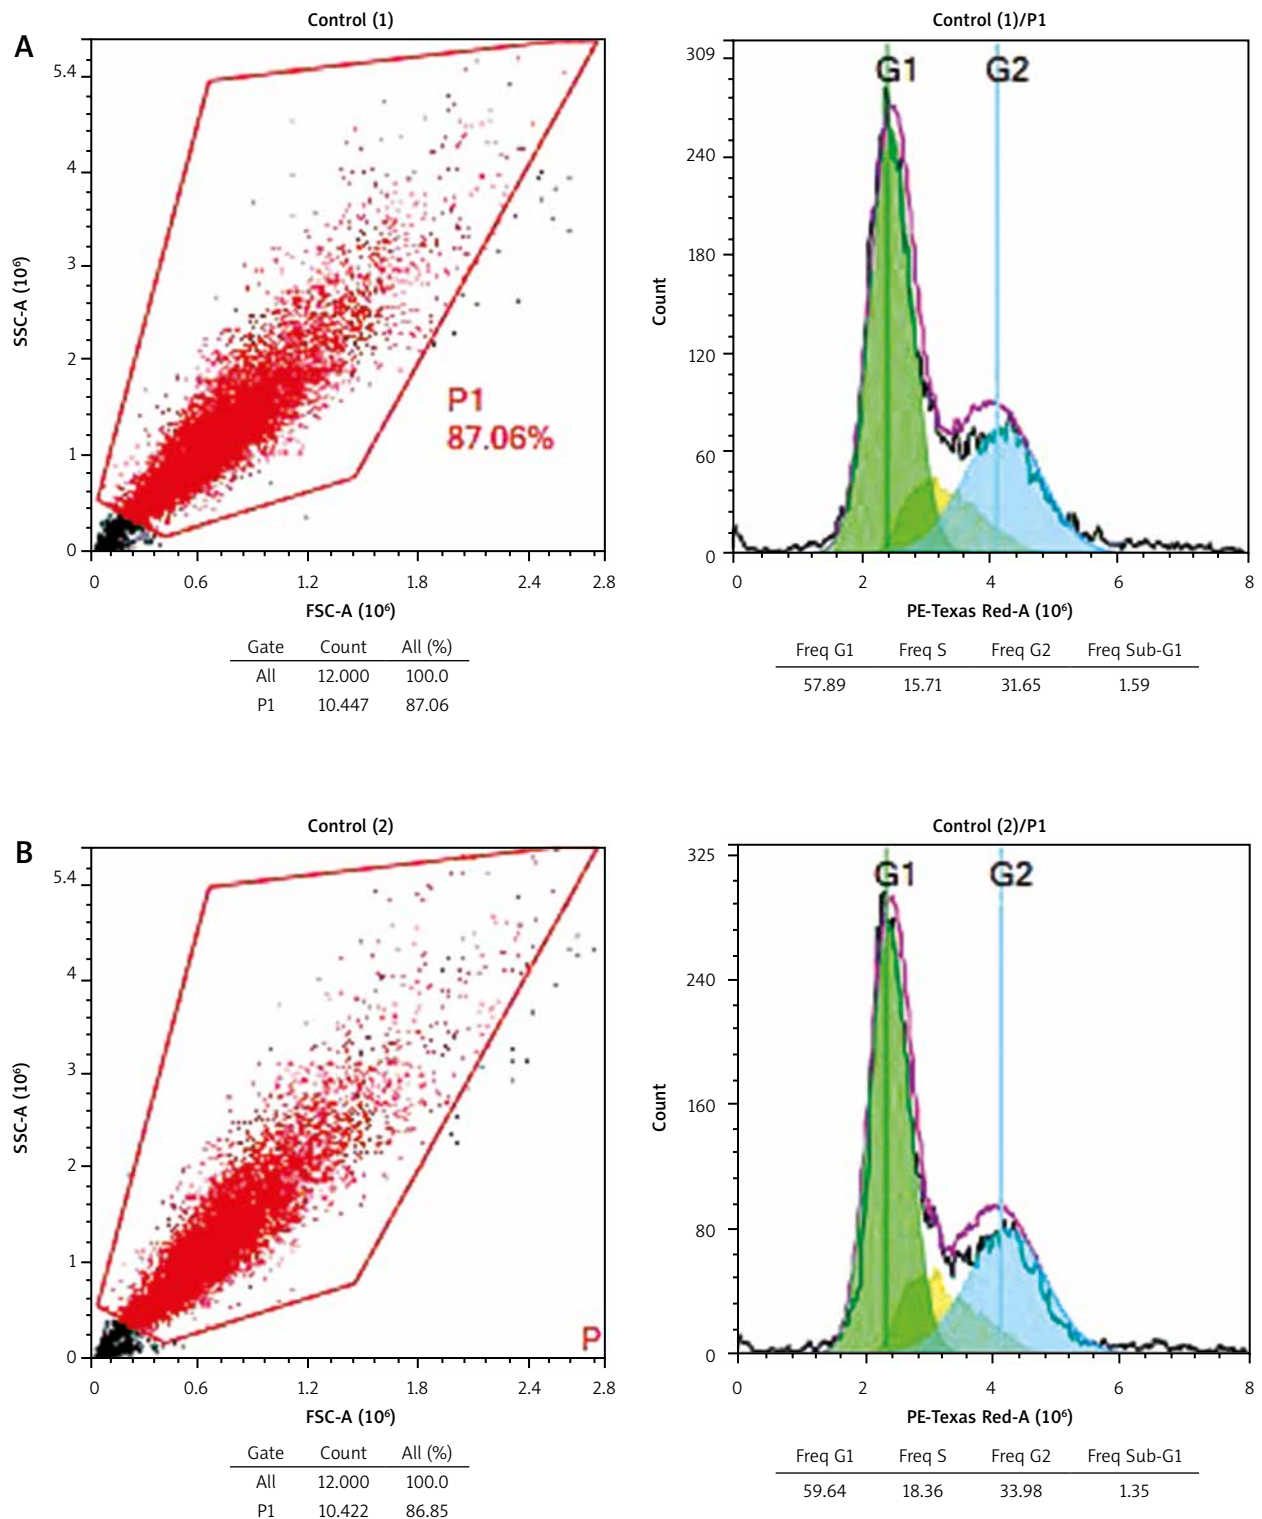 A
Control (1)
5.4
4
3
2
1
0
SSC-A (10⁶)
P1
87.06%
0 0.6 1.2 1.8 2.4 2.8
FSC-A (10⁶)
Gate Count All (%)
All 12.000 100.0
P1 10.447 87.06
Control (1)/P1
G1 G2
309
240
180
120
60
0
Count
0 2 4 6 8
PE-Texas Red-A (10⁶)
Freq G1 Freq S Freq G2 Freq Sub-G1
57.89 15.71 31.65 1.59
B
Control (2)
5.4
4
3
2
1
0
SSC-A (10⁶)
P
0 0.6 1.2 1.8 2.4 2.8
FSC-A (10⁶)
Gate Count All (%)
All 12.000 100.0
P1 10.422 86.85
Control (2)/P1
G1 G2
325
240
160
80
0
Count
0 2 4 6 8
PE-Texas Red-A (10⁶)
Freq G1 Freq S Freq G2 Freq Sub-G1
59.64 18.36 33.98 1.35